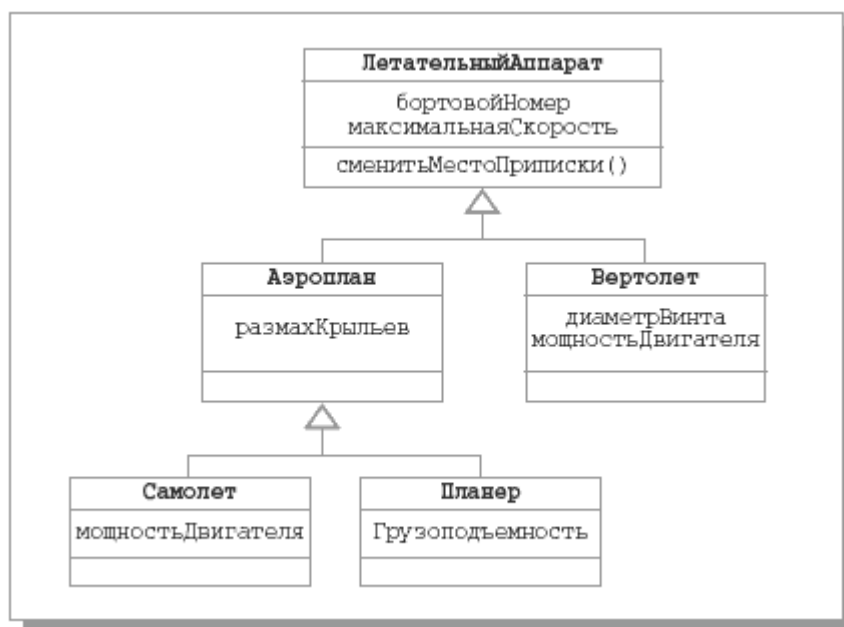 ЛетательныйАппарат
бортовойНомер
максимальнаяСкорость
сменитьМестоПриписки()
Аэроплан
размахКрыльев
Вертолет
диаметрВинта
мощностьДвигателя
Самолет
мощностьДвигателя
Планер
Грузоподъемность